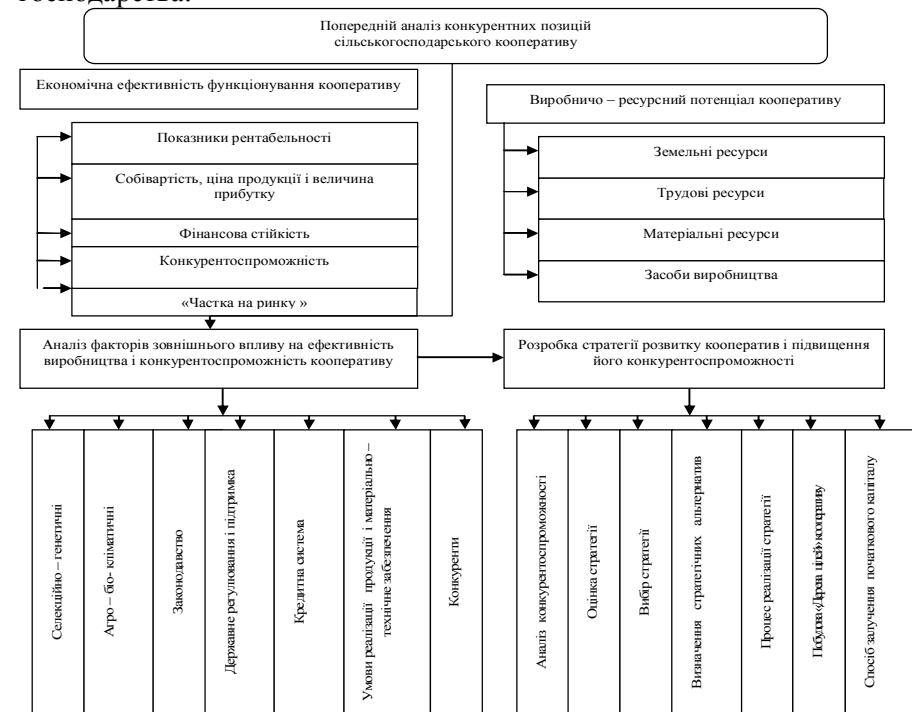 господарства.
Попередній аналіз конкурентних позицій
сільськогосподарського кооперативу
Економічна ефективність функціонування кооперативу
Виробничо – ресурсний потенціал кооперативу
Показники рентабельності
Собівартість, ціна продукції і величина
прибутку
Фінансова стійкість
Конкурентоспроможність
«Частка на ринку »
Земельні ресурси
Трудові ресурси
Матеріальні ресурси
Засоби виробництва
Аналіз факторів зовнішнього впливу на ефективність
виробництва і конкурентоспроможність кооперативу
Розробка стратегії розвитку кооператив і підвищення
його конкурентоспроможності
Селекційно – генетичні
Агро – біо- кліматичні
Законодавство
Державне регулювання і підтримка
Кредитна система
Умови реалізації продукції і матеріально –
технічне забезпечення
Конкуренти
Аналіз конкурентоспроможності
Оцінка стратегії
Вибір стратегії
Визначення стратегічних альтернатив
Процес реалізації стратегії
Побудова «Дерева цілей» кооперативу
Спосіб залучення початкового капіталу